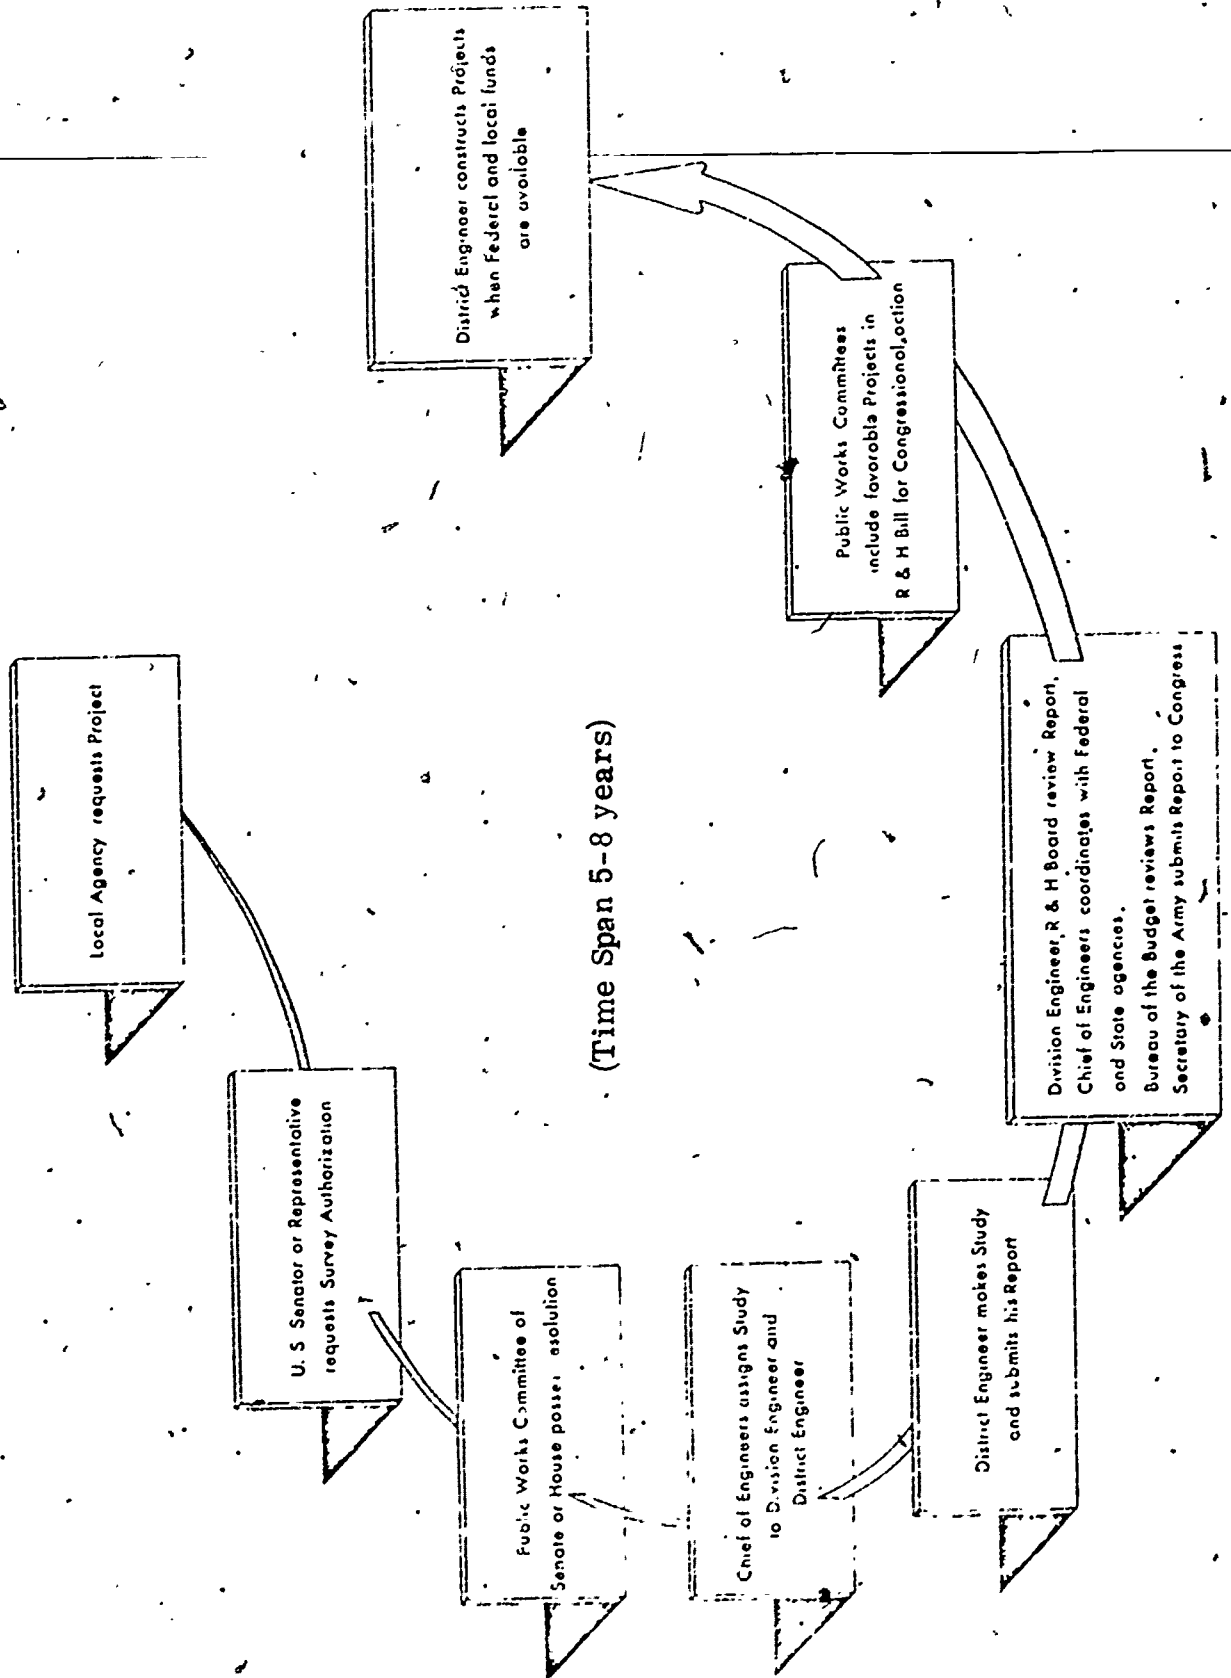 Local Agency requests Project
U. S Senator or Representative
requests Survey Authorization
Public Works Committee of
Senate or House passes esolution
Chief of Engineers assigns Study
to Division Engineer and
District Engineer
District Engineer makes Study
and submits his Report
Division Engineer, R & H Board review Report,
Chief of Engineers coordinates with Federal
and State agencies.
Bureau of the Budget reviews Report.
Secretary of the Army submits Report to Congress
Public Works Committees
include favorable Projects in
R & H Bill for Congressional action
District Engineer constructs Projects
when Federal and local funds
are available
(Time Span 5-8 years)